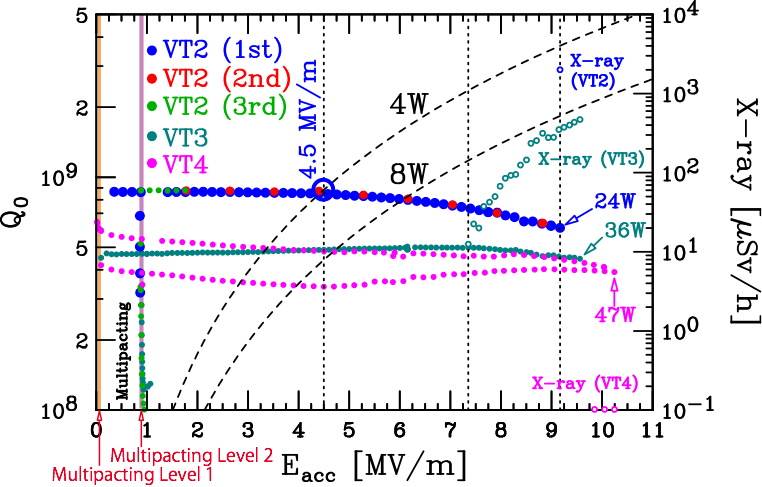 5
2
10⁹
5
2
10⁸
Q₀
VT2 (1st)
VT2 (2nd)
VT2 (3rd)
VT3
VT4
4.5 MV/m
4W
8W
X-ray
(VT2)
X-ray (VT3)
24W
36W
47W
X-ray (VT4)
Multipacting
10⁴
10³
10²
10¹
10⁰
10⁻¹
X-ray [μSv/h]
0 1 2 3 4 5 6 7 8 9 10 11
E_acc [MV/m]
Multipacting Level 2
Multipacting Level 1